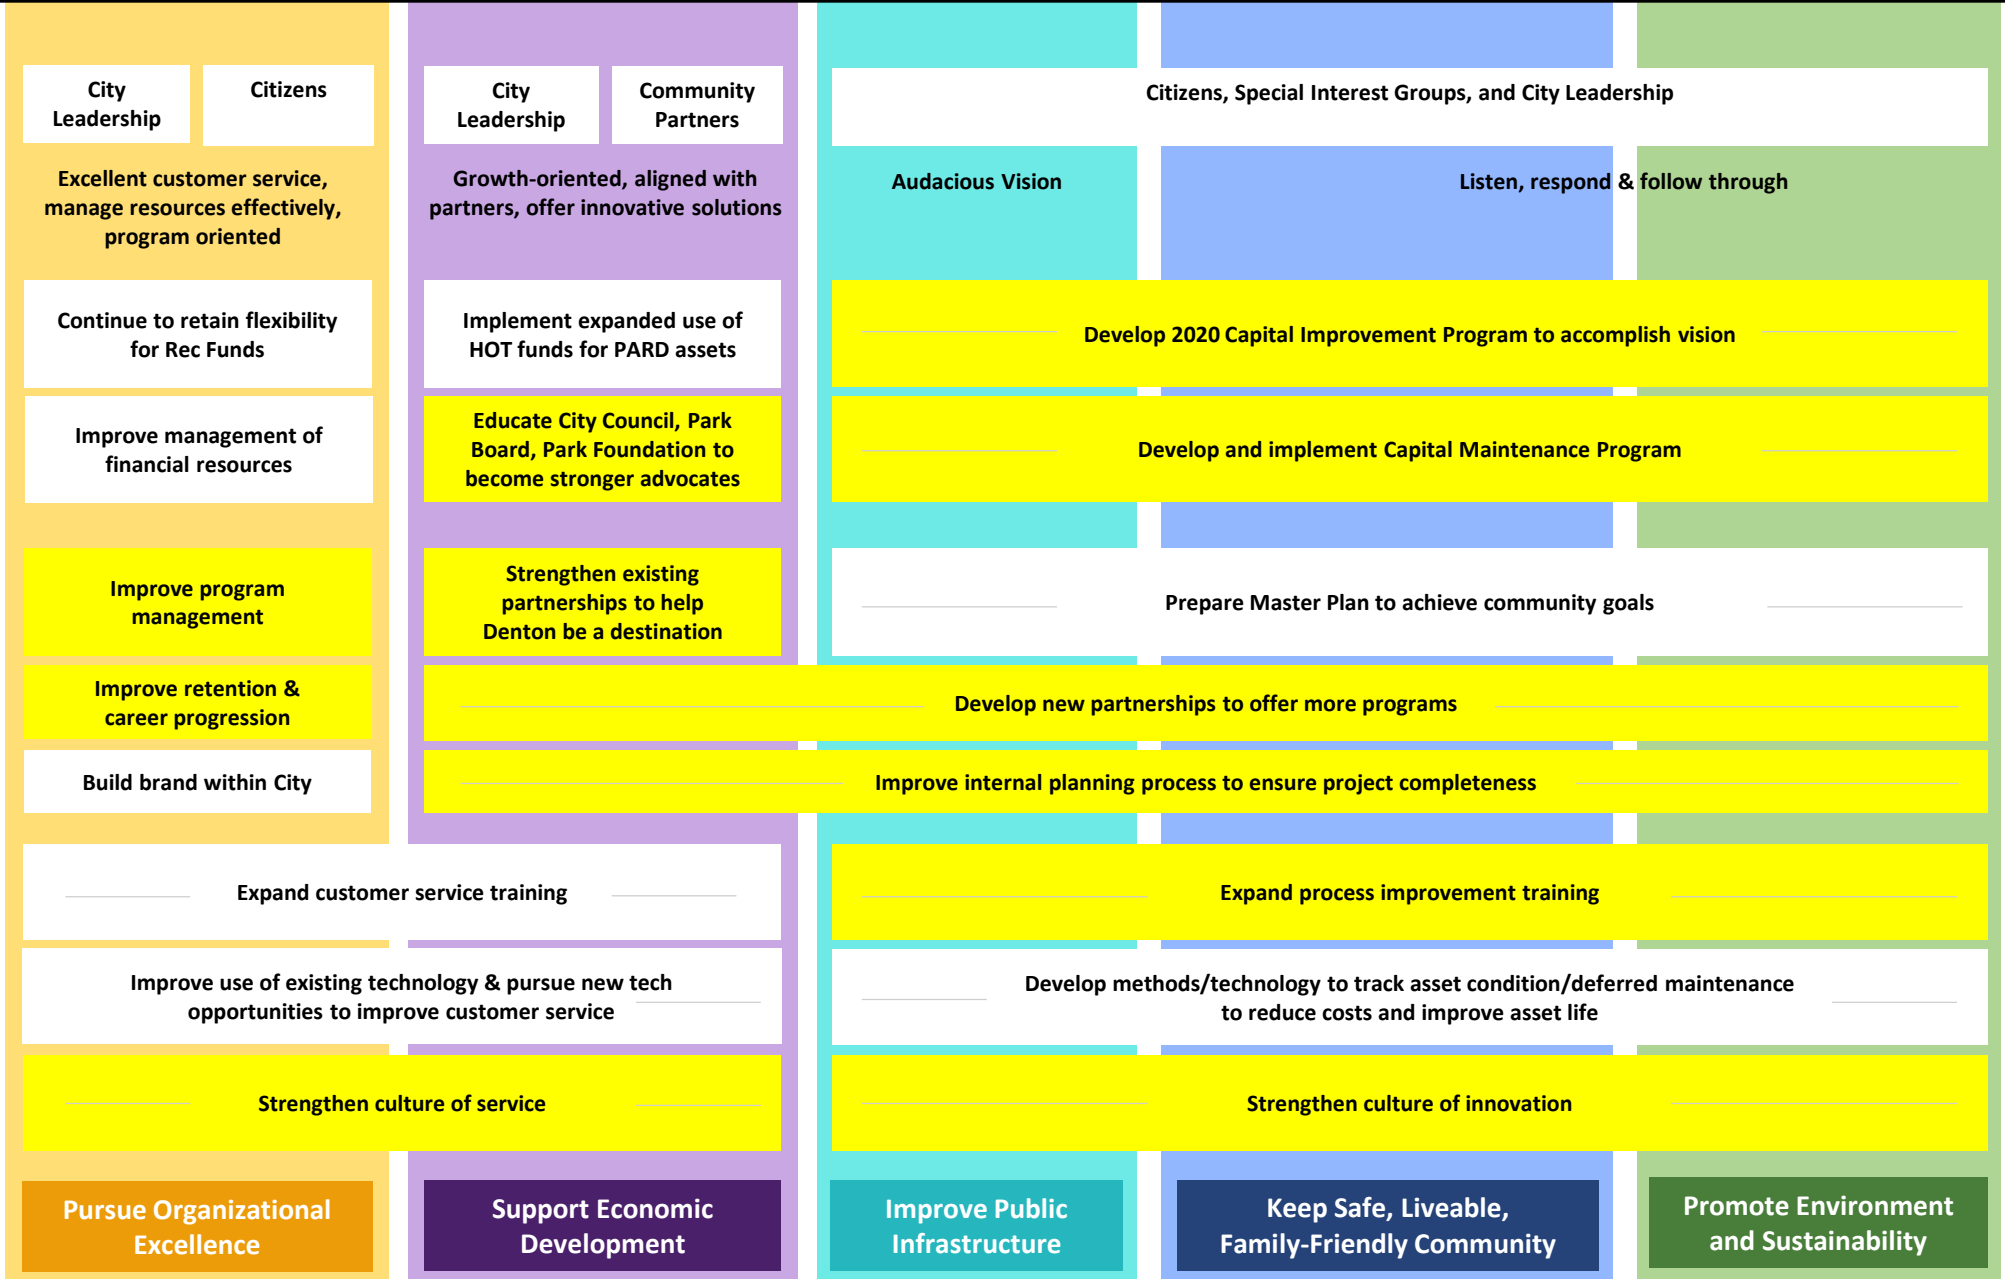 City
Leadership
Citizens
City
Leadership
Community
Partners
Citizens, Special Interest Groups, and City Leadership
Excellent customer service,
manage resources effectively,
program oriented
Growth-oriented, aligned with
partners, offer innovative solutions
Audacious Vision
Listen, respond & follow through
Continue to retain flexibility
for Rec Funds
Implement expanded use of
HOT funds for PARD assets
Develop 2020 Capital Improvement Program to accomplish vision
Improve management of
financial resources
Educate City Council, Park
Board, Park Foundation to
become stronger advocates
Develop and implement Capital Maintenance Program
Improve program
management
Strengthen existing
partnerships to help
Denton be a destination
Prepare Master Plan to achieve community goals
Improve retention &
career progression
Develop new partnerships to offer more programs
Build brand within City
Improve internal planning process to ensure project completeness
Expand customer service training
Expand process improvement training
Improve use of existing technology & pursue new tech
opportunities to improve customer service
Develop methods/technology to track asset condition/deferred maintenance
to reduce costs and improve asset life
Strengthen culture of service
Strengthen culture of innovation
Pursue Organizational
Excellence
Support Economic
Development
Improve Public
Infrastructure
Keep Safe, Liveable,
Family-Friendly Community
Promote Environment
and Sustainability